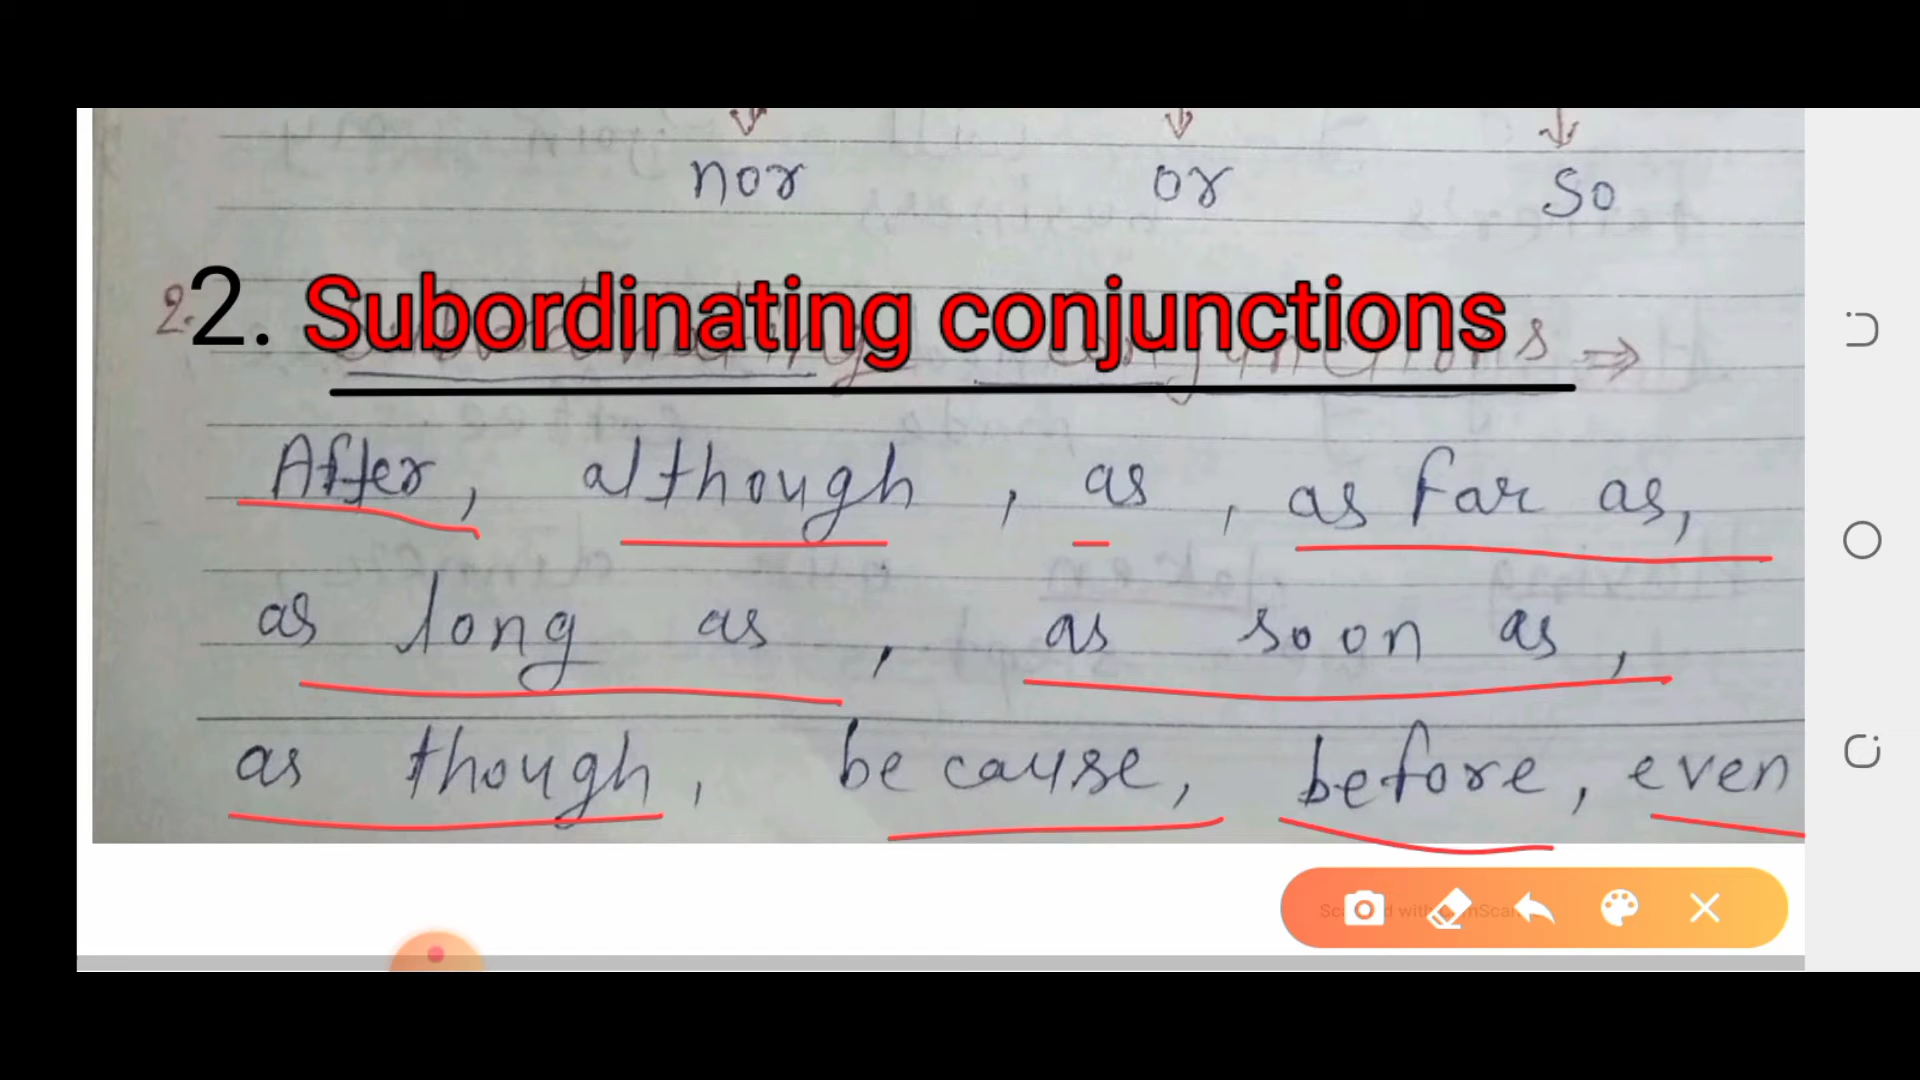 nor or so
2. Subordinating conjunctions ⇒
After, although, as, as far as,
as long as, as soon as,
as though, because, before, even